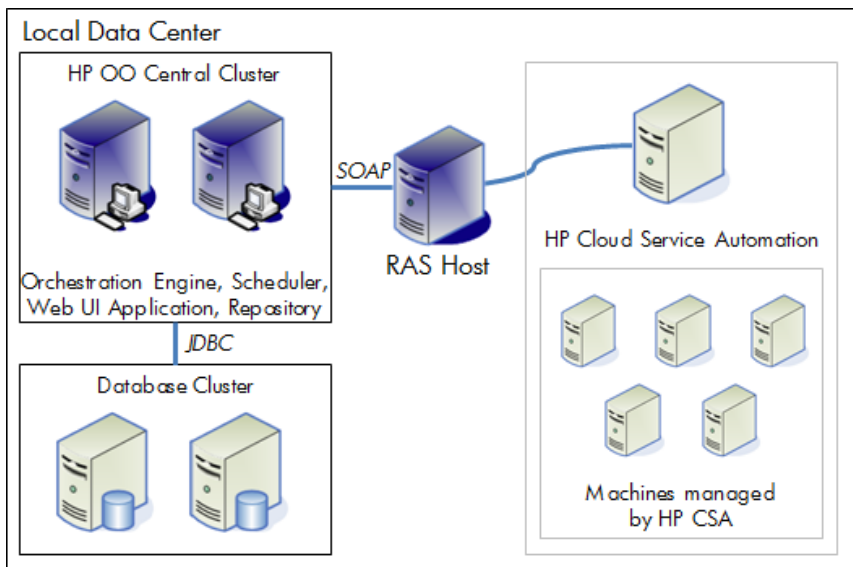 Local Data Center
HP OO Central Cluster
Orchestration Engine, Scheduler,
Web UI Application, Repository
SOAP
RAS Host
HP Cloud Service Automation
JDBC
Database Cluster
Machines managed
by HP CSA